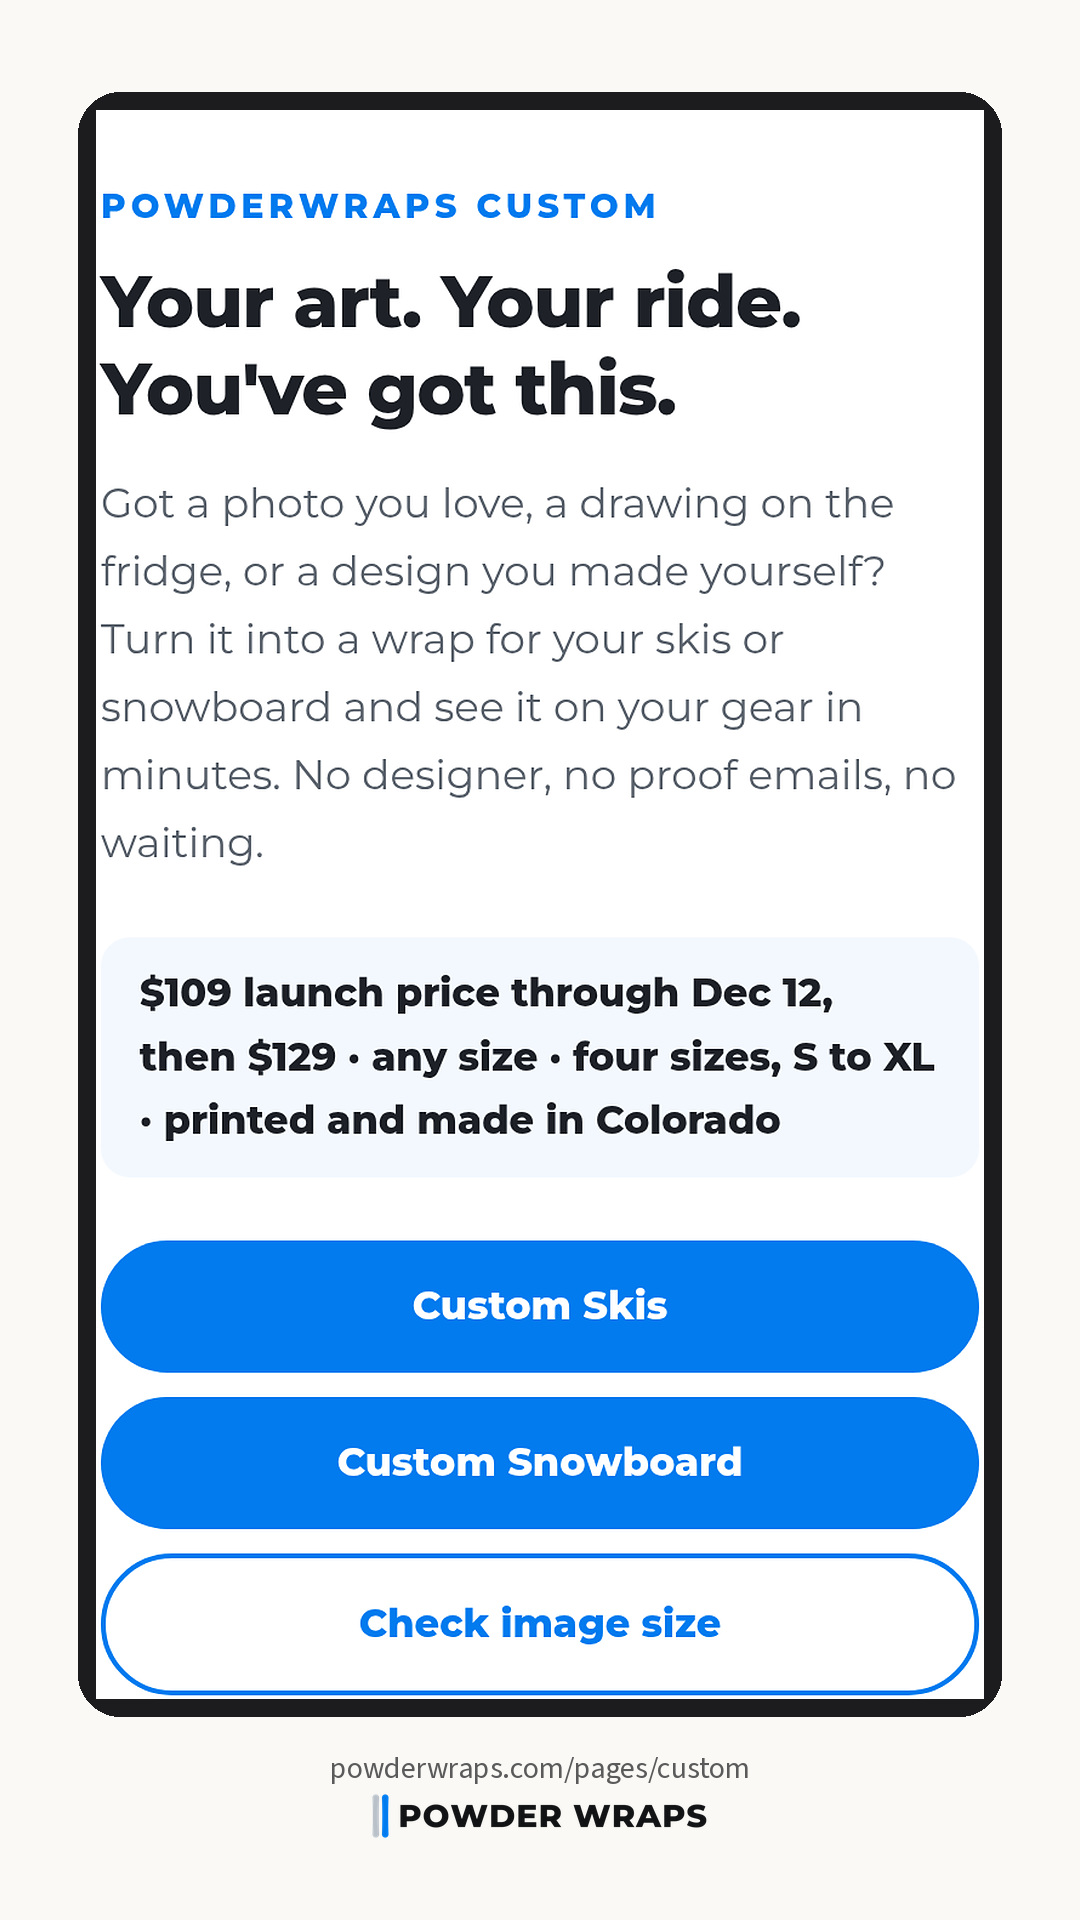 POWDERWRAPS CUSTOM
Your art. Your ride.
You've got this.
Got a photo you love, a drawing on the
fridge, or a design you made yourself?
Turn it into a wrap for your skis or
snowboard and see it on your gear in
minutes. No designer, no proof emails, no
waiting.
$109 launch price through Dec 12,
then $129 · any size · four sizes, S to XL
· printed and made in Colorado
Custom Skis
Custom Snowboard
Check image size
powderwraps.com/pages/custom
POWDER WRAPS